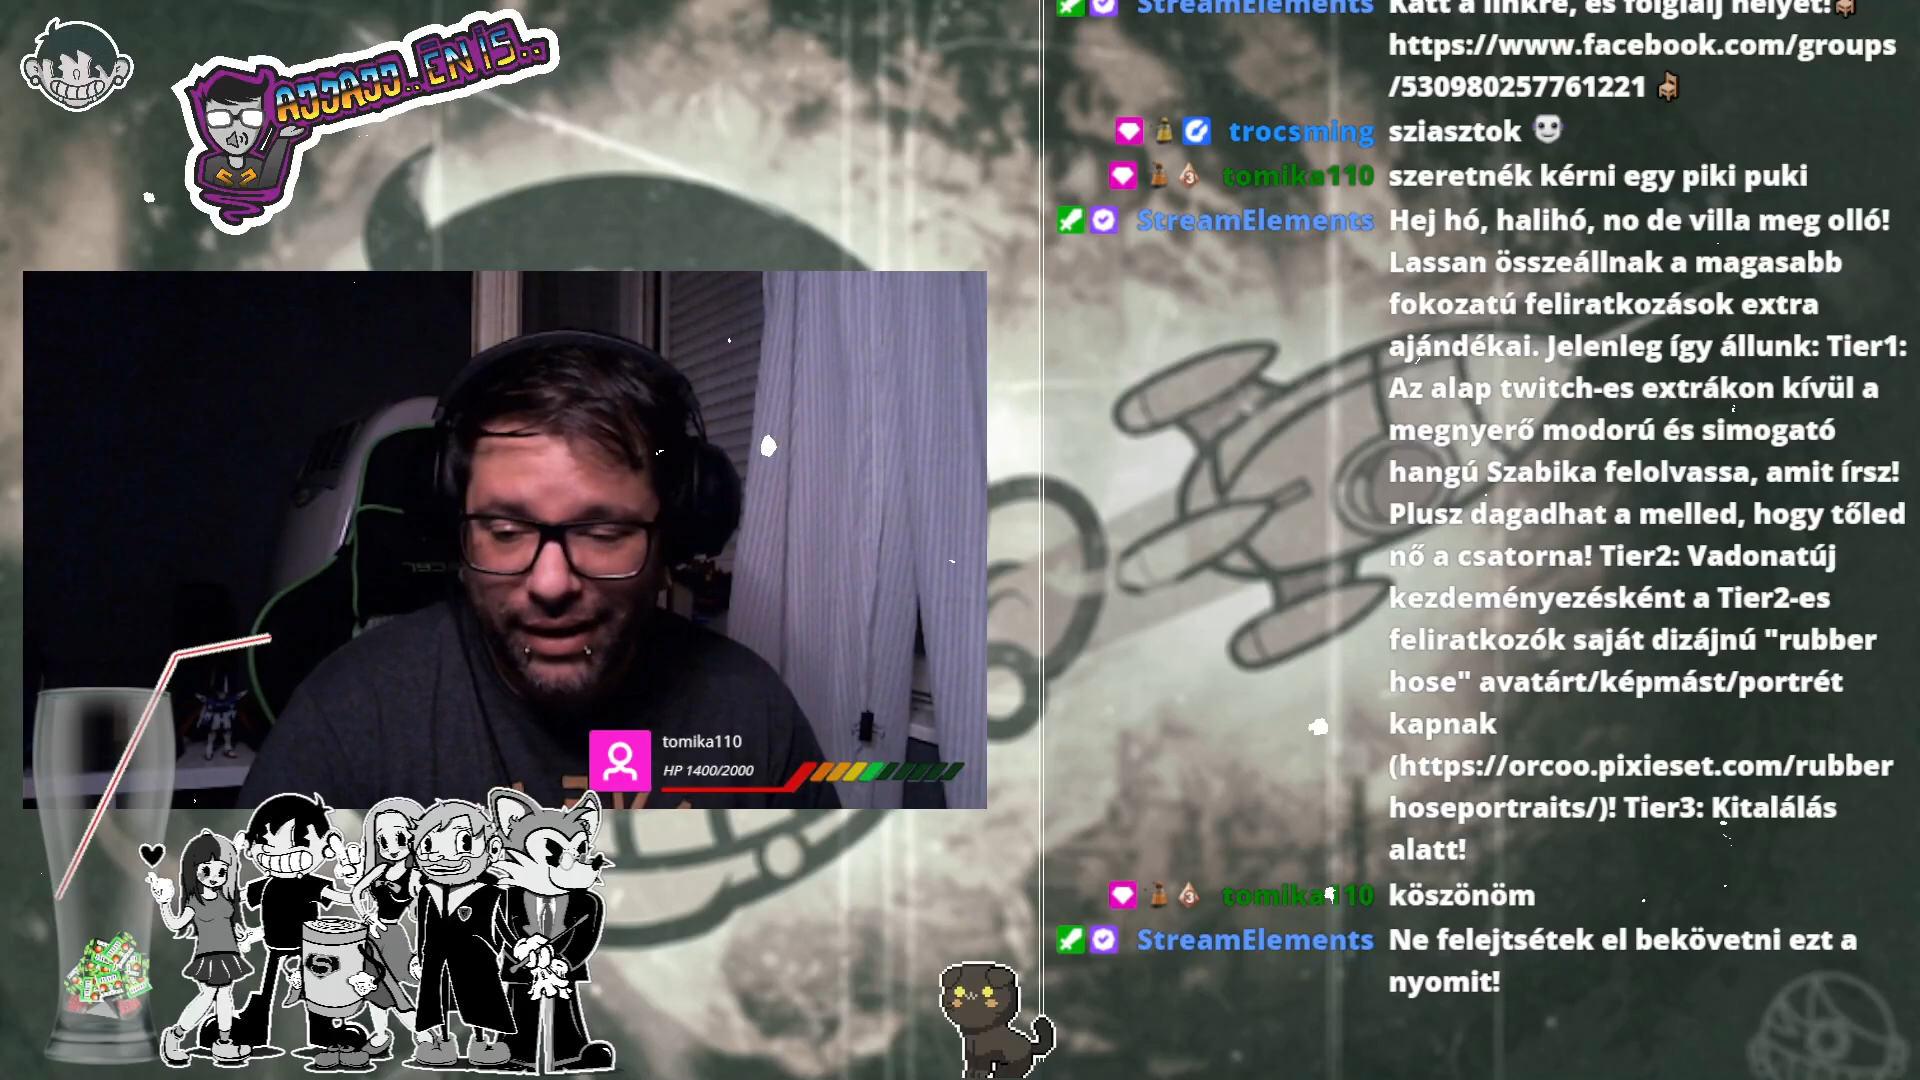 AJJAJJ..ÉN IS..
StreamElements Katt a linkre, és foglalj helyet!
https://www.facebook.com/groups
/530980257761221
trocsming sziasztok
tomika110 szeretnék kérni egy piki puki
StreamElements Hej hó, halihó, no de villa meg olló!
Lassan összeállnak a magasabb
fokozatú feliratkozások extra
ajándékai. Jelenleg így állunk: Tier1:
Az alap twitch-es extrákon kívül a
megnyerő modorú és simogató
hangú Szabika felolvassa, amit írsz!
Plusz dagadhat a melled, hogy tőled
nő a csatorna! Tier2: Vadonatúj
kezdeményezésként a Tier2-es
feliratkozók saját dizájnú "rubber
hose" avatárt/képmást/portrét
kapnak
(https://orcoo.pixieset.com/rubber
hoseportraits/)! Tier3: Kitalálás
alatt!
tomika110 köszönöm
StreamElements Ne felejtsétek el bekövetni ezt a
nyomit!
tomika110
HP 1400/2000